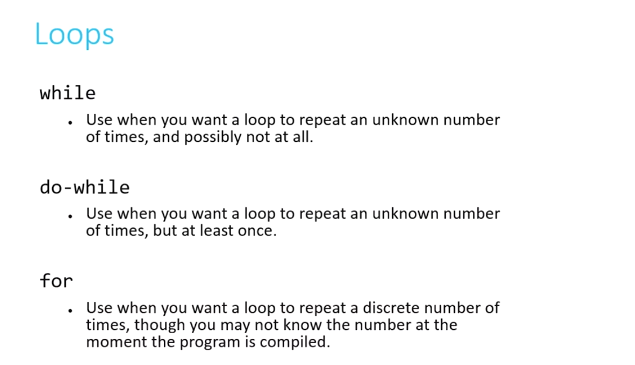 Loops
while
• Use when you want a loop to repeat an unknown number
of times, and possibly not at all.
do-while
• Use when you want a loop to repeat an unknown number
of times, but at least once.
for
• Use when you want a loop to repeat a discrete number of
times, though you may not know the number at the
moment the program is compiled.